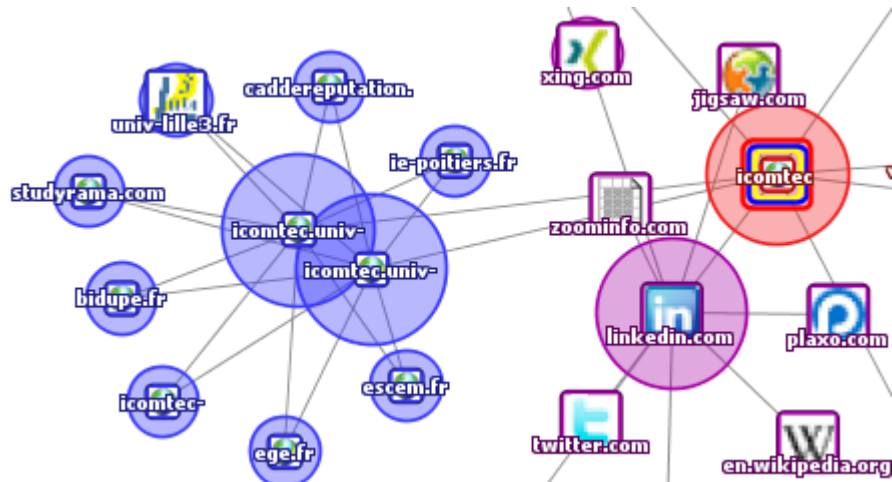 xing.com
caddereputation.
jigsaw.com
univ-lille3.fr
ie-poitiers.fr
icomtec
studyrama.com
zoominfo.com
icomtec.univ-
icomtec.univ-
bidupe.fr
in
linkedin.com
plaxo.com
escem.fr
icomtec-
twitter.com
W
ege.fr
en.wikipedia.org